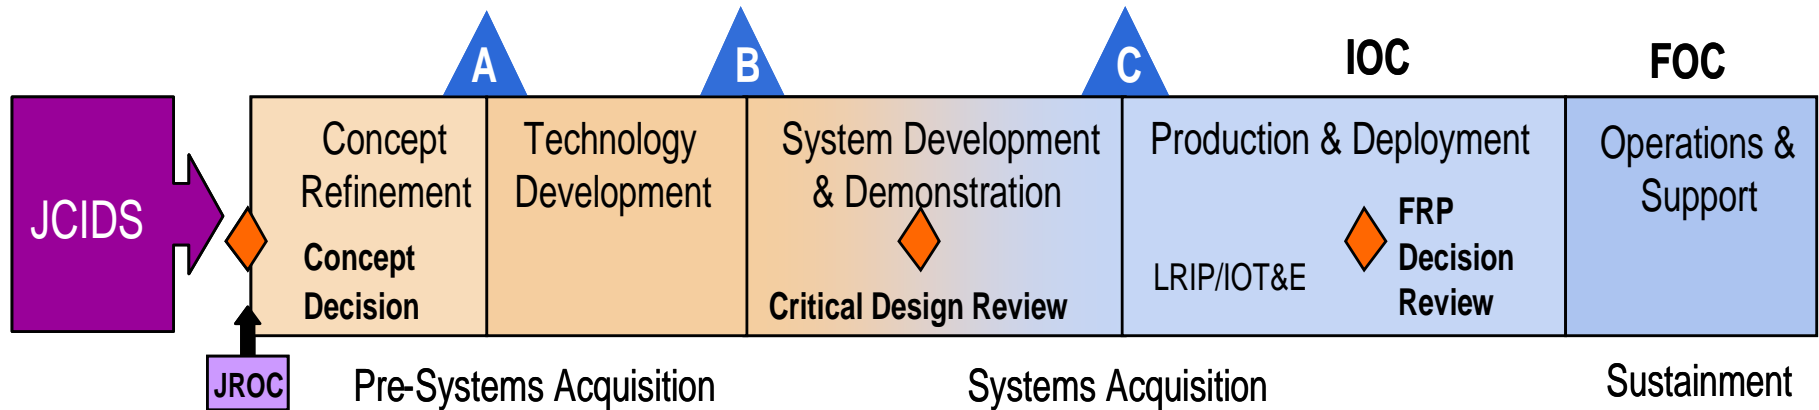 A
B
C
IOC
FOC
JCIDS
Concept
Refinement
Concept
Decision
Technology
Development
System Development
& Demonstration
Critical Design Review
Production & Deployment
LRIP/IOT&E
FRP
Decision
Review
Operations &
Support
JROC
Pre-Systems Acquisition
Systems Acquisition
Sustainment